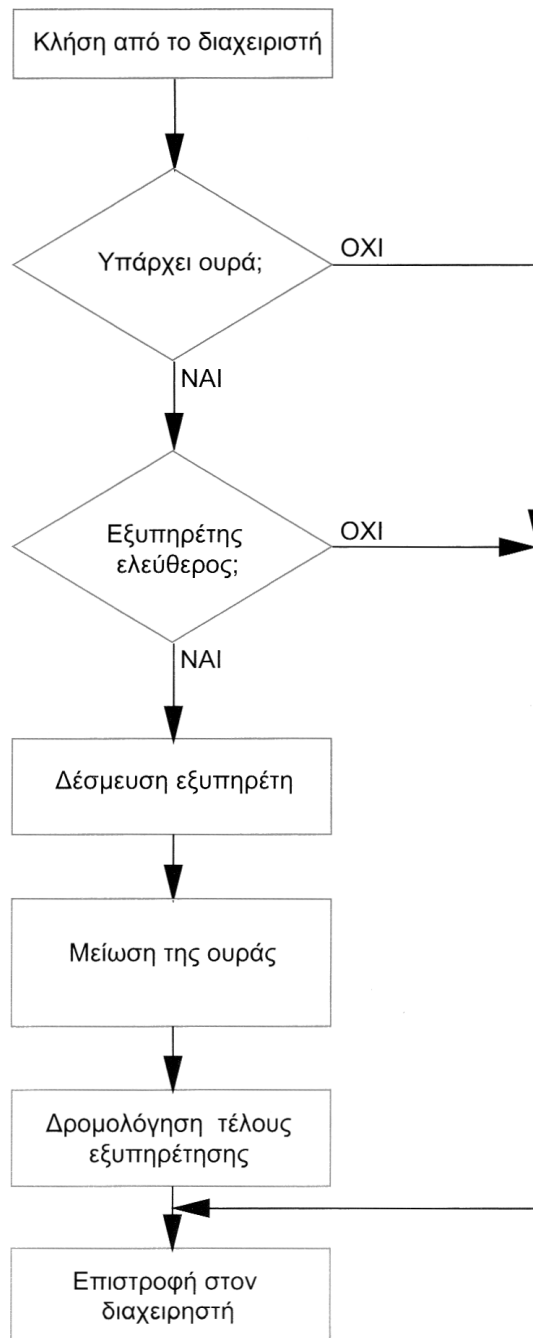 Κλήση από το διαχειριστή
Υπάρχει ουρά;
ΟΧΙ
ΝΑΙ
Εξυπηρέτης
ελεύθερος;
ΟΧΙ
ΝΑΙ
Δέσμευση εξυπηρέτη
Μείωση της ουράς
Δρομολόγηση τέλους
εξυπηρέτησης
Επιστροφή στον
διαχειρηστή